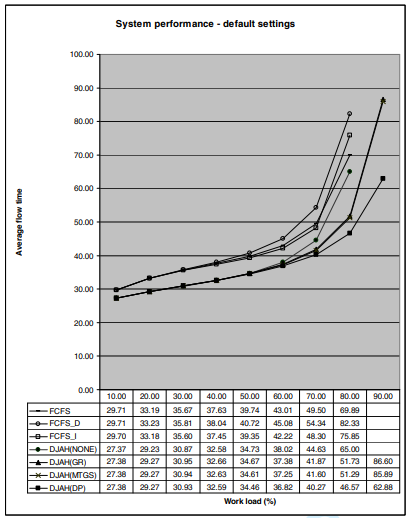 System performance - default settings
100.00
90.00
80.00
70.00
60.00
50.00
40.00
30.00
20.00
10.00
0.00
Average flow time
10.00 20.00 30.00 40.00 50.00 60.00 70.00 80.00 90.00
FCFS 29.71 33.19 35.67 37.63 39.74 43.01 49.50 69.89
FCFS_D 29.71 33.23 35.81 38.04 40.72 45.08 54.34 82.33
FCFS_I 29.70 33.18 35.60 37.45 39.35 42.22 48.30 75.85
DJAH(NONE) 27.37 29.23 30.87 32.58 34.73 38.02 44.63 65.00
DJAH(GR) 27.38 29.27 30.95 32.66 34.67 37.38 41.87 51.73 86.60
DJAH(MTGS) 27.38 29.27 30.94 32.63 34.61 37.25 41.60 51.29 85.89
DJAH(DP) 27.38 29.27 30.93 32.59 34.46 36.82 40.27 46.57 62.88
Work load (%)